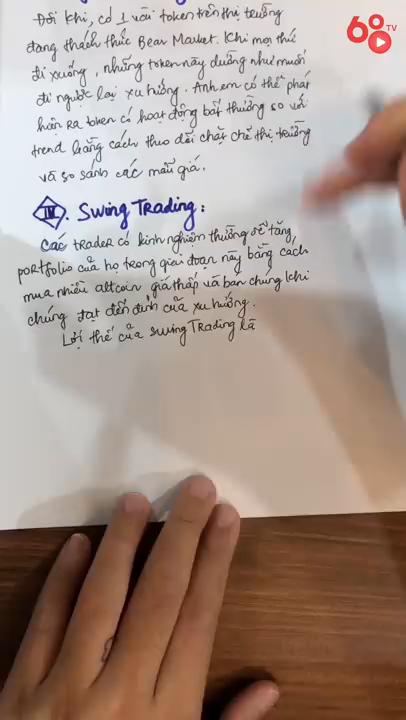 Đôi khi, có 1 vài token trên thị trường
đang thách thức Bear Market. Khi mọi thứ
đi xuống, những token này dường như muốn
đi ngược lại xu hướng. Anh em có thể phát
hiện ra token có hoạt động bất thường so với
trend bằng cách theo dõi chặt chẽ thị trường
và so sánh các mẫu giá.
IV. Swing Trading:
Các trader có kinh nghiệm thường sẽ tăng
portfolio của họ trong giai đoạn này bằng cách
mua nhiều altcoin giá thấp và bán chúng khi
chúng đạt đến đỉnh của xu hướng.
Lợi thế của Swing Trading là
68 TV